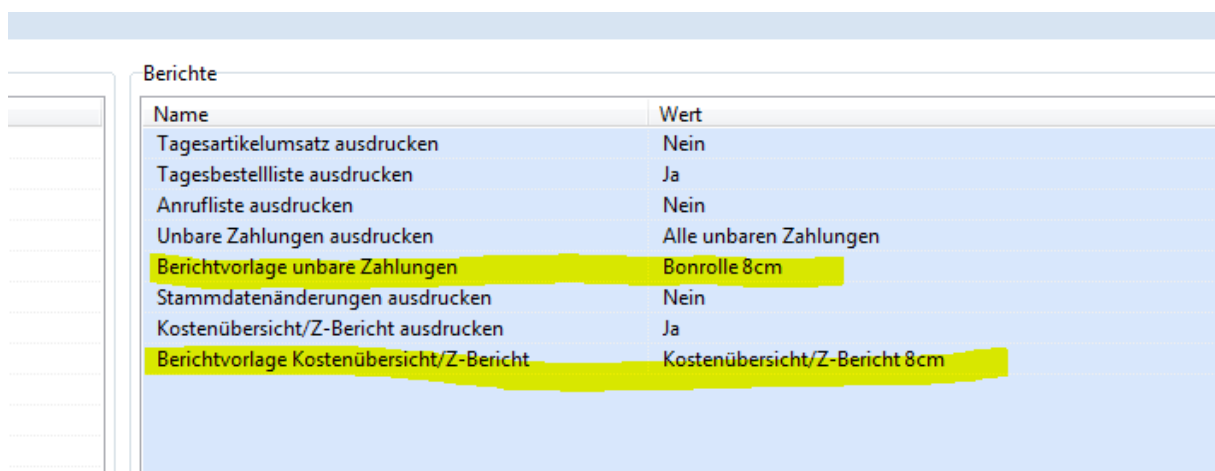 Berichte
Name Wert
Tagesartikelumsatz ausdrucken Nein
Tagesbestellliste ausdrucken Ja
Anrufliste ausdrucken Nein
Unbare Zahlungen ausdrucken Alle unbaren Zahlungen
Berichtvorlage unbare Zahlungen Bonrolle 8cm
Stammdatenänderungen ausdrucken Nein
Kostenübersicht/Z-Bericht ausdrucken Ja
Berichtvorlage Kostenübersicht/Z-Bericht Kostenübersicht/Z-Bericht 8cm